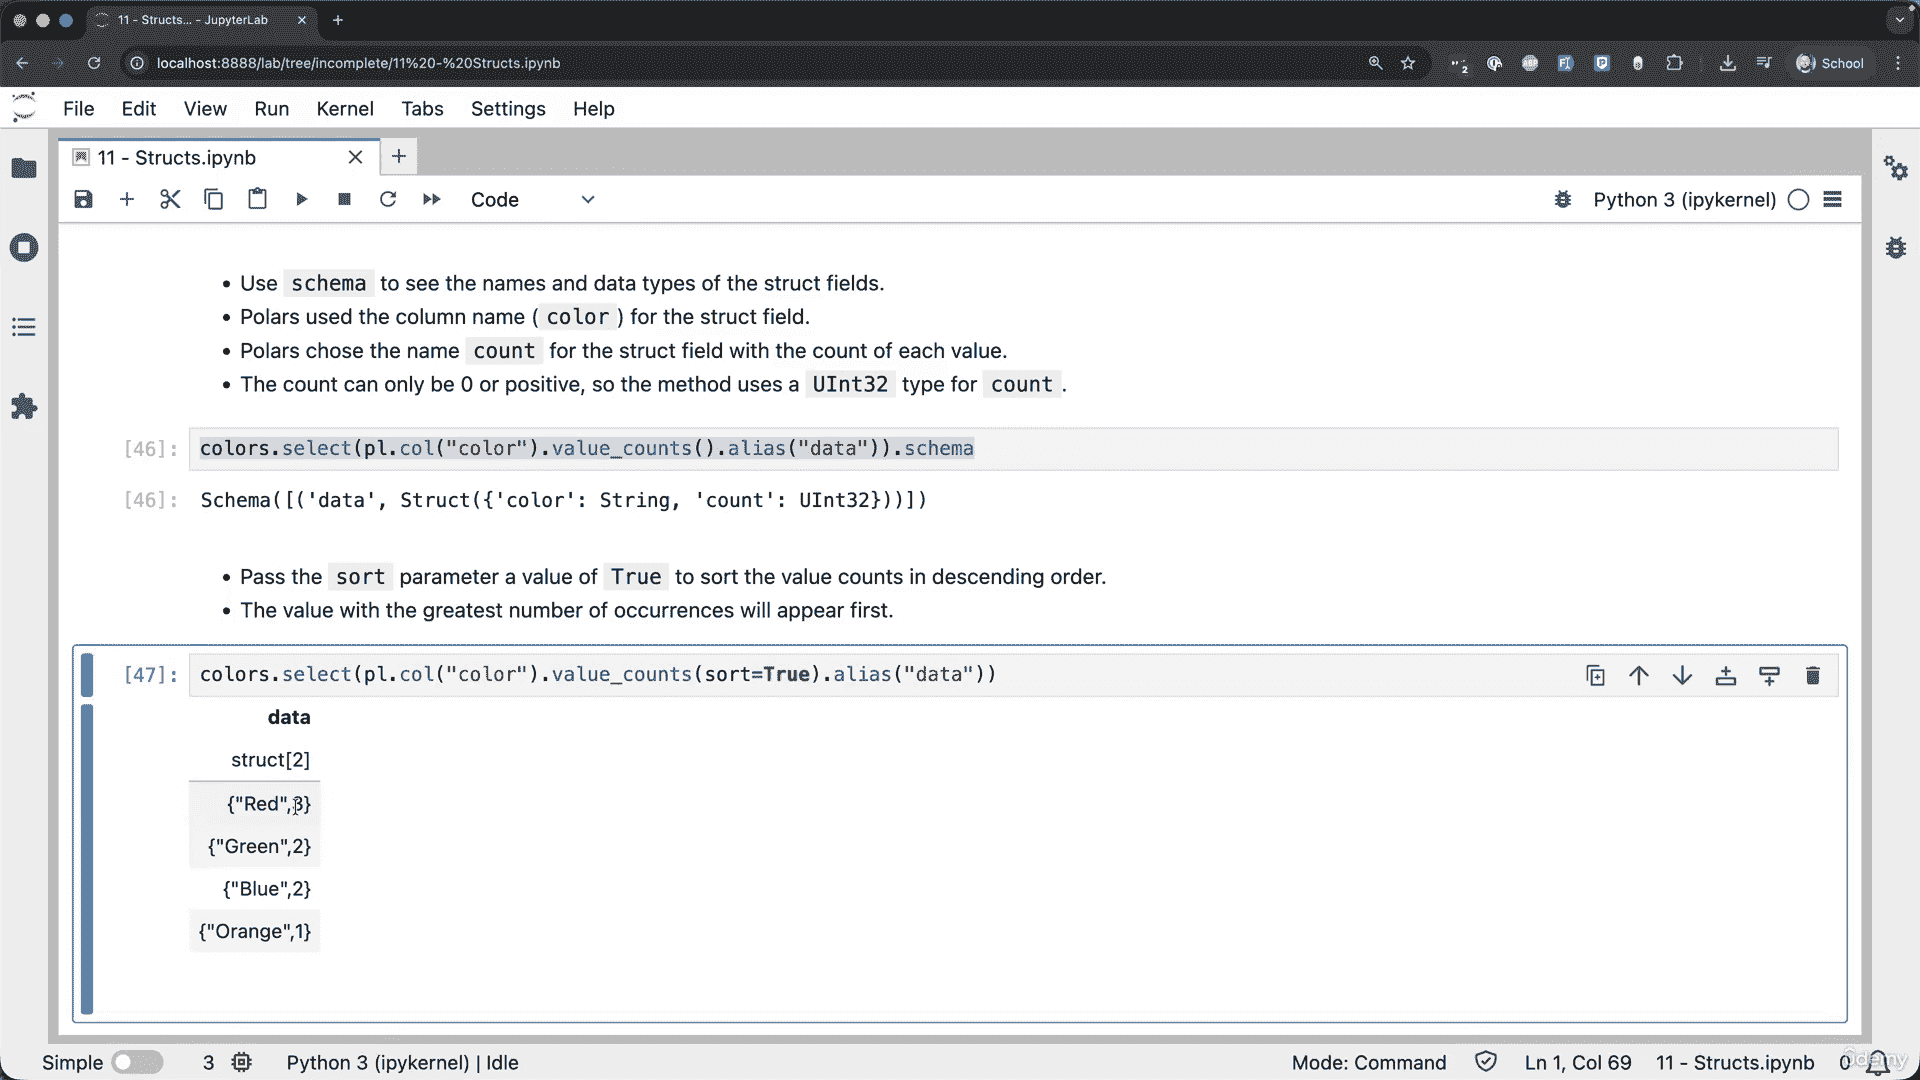 11 - Structs... - JupyterLab
localhost:8888/lab/tree/incomplete/11%20-%20Structs.ipynb
2
School
File Edit View Run Kernel Tabs Settings Help
11 - Structs.ipynb
Code
Python 3 (ipykernel)
• Use schema to see the names and data types of the struct fields.
• Polars used the column name ( color ) for the struct field.
• Polars chose the name count for the struct field with the count of each value.
• The count can only be 0 or positive, so the method uses a UInt32 type for count .
[46]: colors.select(pl.col("color").value_counts().alias("data")).schema
[46]: Schema([('data', Struct({'color': String, 'count': UInt32}))])
• Pass the sort parameter a value of True to sort the value counts in descending order.
• The value with the greatest number of occurrences will appear first.
[47]: colors.select(pl.col("color").value_counts(sort=True).alias("data"))
data
struct[2]
{"Red",3}
{"Green",2}
{"Blue",2}
{"Orange",1}
Simple 3 Python 3 (ipykernel) | Idle Mode: Command Ln 1, Col 69 11 - Structs.ipynb 0
udemy